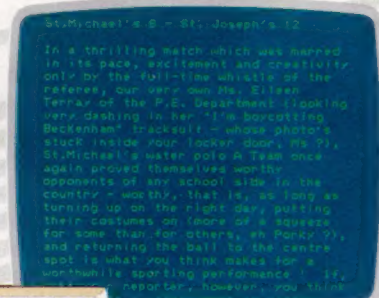 St.Michael's 8 - St. Joseph's 12
In a thrilling match which was marred
in its pace, excitement and creativity
only by the full-time whistle of the
referee, our very own Ms. Eileen
Terray of the P.E. Department (looking
very dashing in her "I'm boycotting
Beckenham" tracksuit - whose photo's
stuck inside your locker door, Ms ?),
St.Michael's water polo A Team once
again proved themselves worthy
opponents of any school side in the
country - worthy, that is, as long as
turning up on the right day, putting
their costumes on (more of a squeeze
for some than for others, eh Porky ?),
and returning the ball to the centre
spot is what you think makes for a
worthwhile sporting performance ! If,
reporter, however, you think